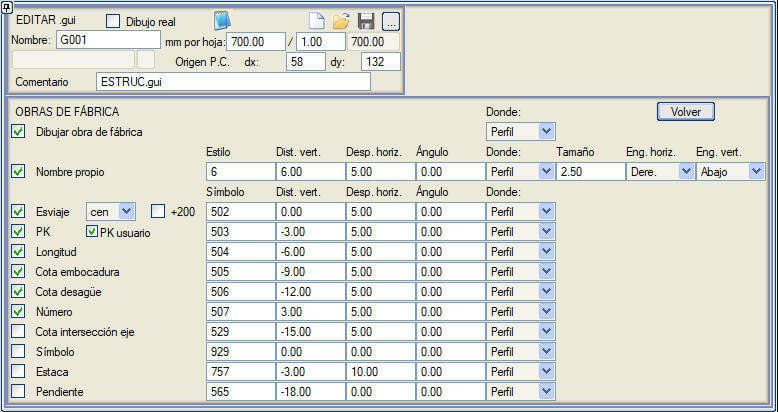 EDITAR .gui Dibujo real
Nombre: G001 mm por hoja: 700.00 / 1.00 700.00 ...
Origen P.C. dx: 58 dy: 132
Comentario ESTRUC.gui
OBRAS DE FÁBRICA Donde: Volver
Dibujar obra de fábrica Perfil
Estilo Dist. vert. Desp. horiz. Ángulo Donde: Tamaño Eng. horiz. Eng. vert.
Nombre propio 6 6.00 5.00 0.00 Perfil 2.50 Dere. Abajo
Símbolo Dist. vert. Desp. horiz. Ángulo Donde:
Esviaje cen +200 502 0.00 5.00 0.00 Perfil
PK PK usuario 503 -3.00 5.00 0.00 Perfil
Longitud 504 -6.00 5.00 0.00 Perfil
Cota embocadura 505 -9.00 5.00 0.00 Perfil
Cota desagüe 506 -12.00 5.00 0.00 Perfil
Número 507 3.00 5.00 0.00 Perfil
Cota intersección eje 529 -15.00 5.00 0.00 Perfil
Símbolo 929 0.00 0.00 0.00 Perfil
Estaca 757 -3.00 10.00 0.00 Perfil
Pendiente 565 -18.00 0.00 0.00 Perfil